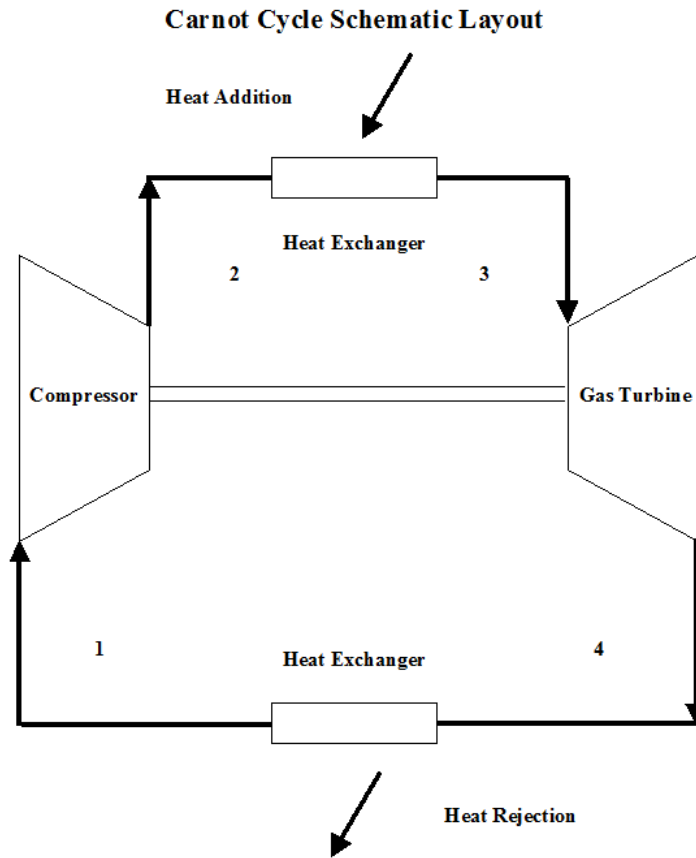 Carnot Cycle Schematic Layout
Heat Addition
Heat Exchanger
2
3
Compressor
Gas Turbine
1
Heat Exchanger
4
Heat Rejection